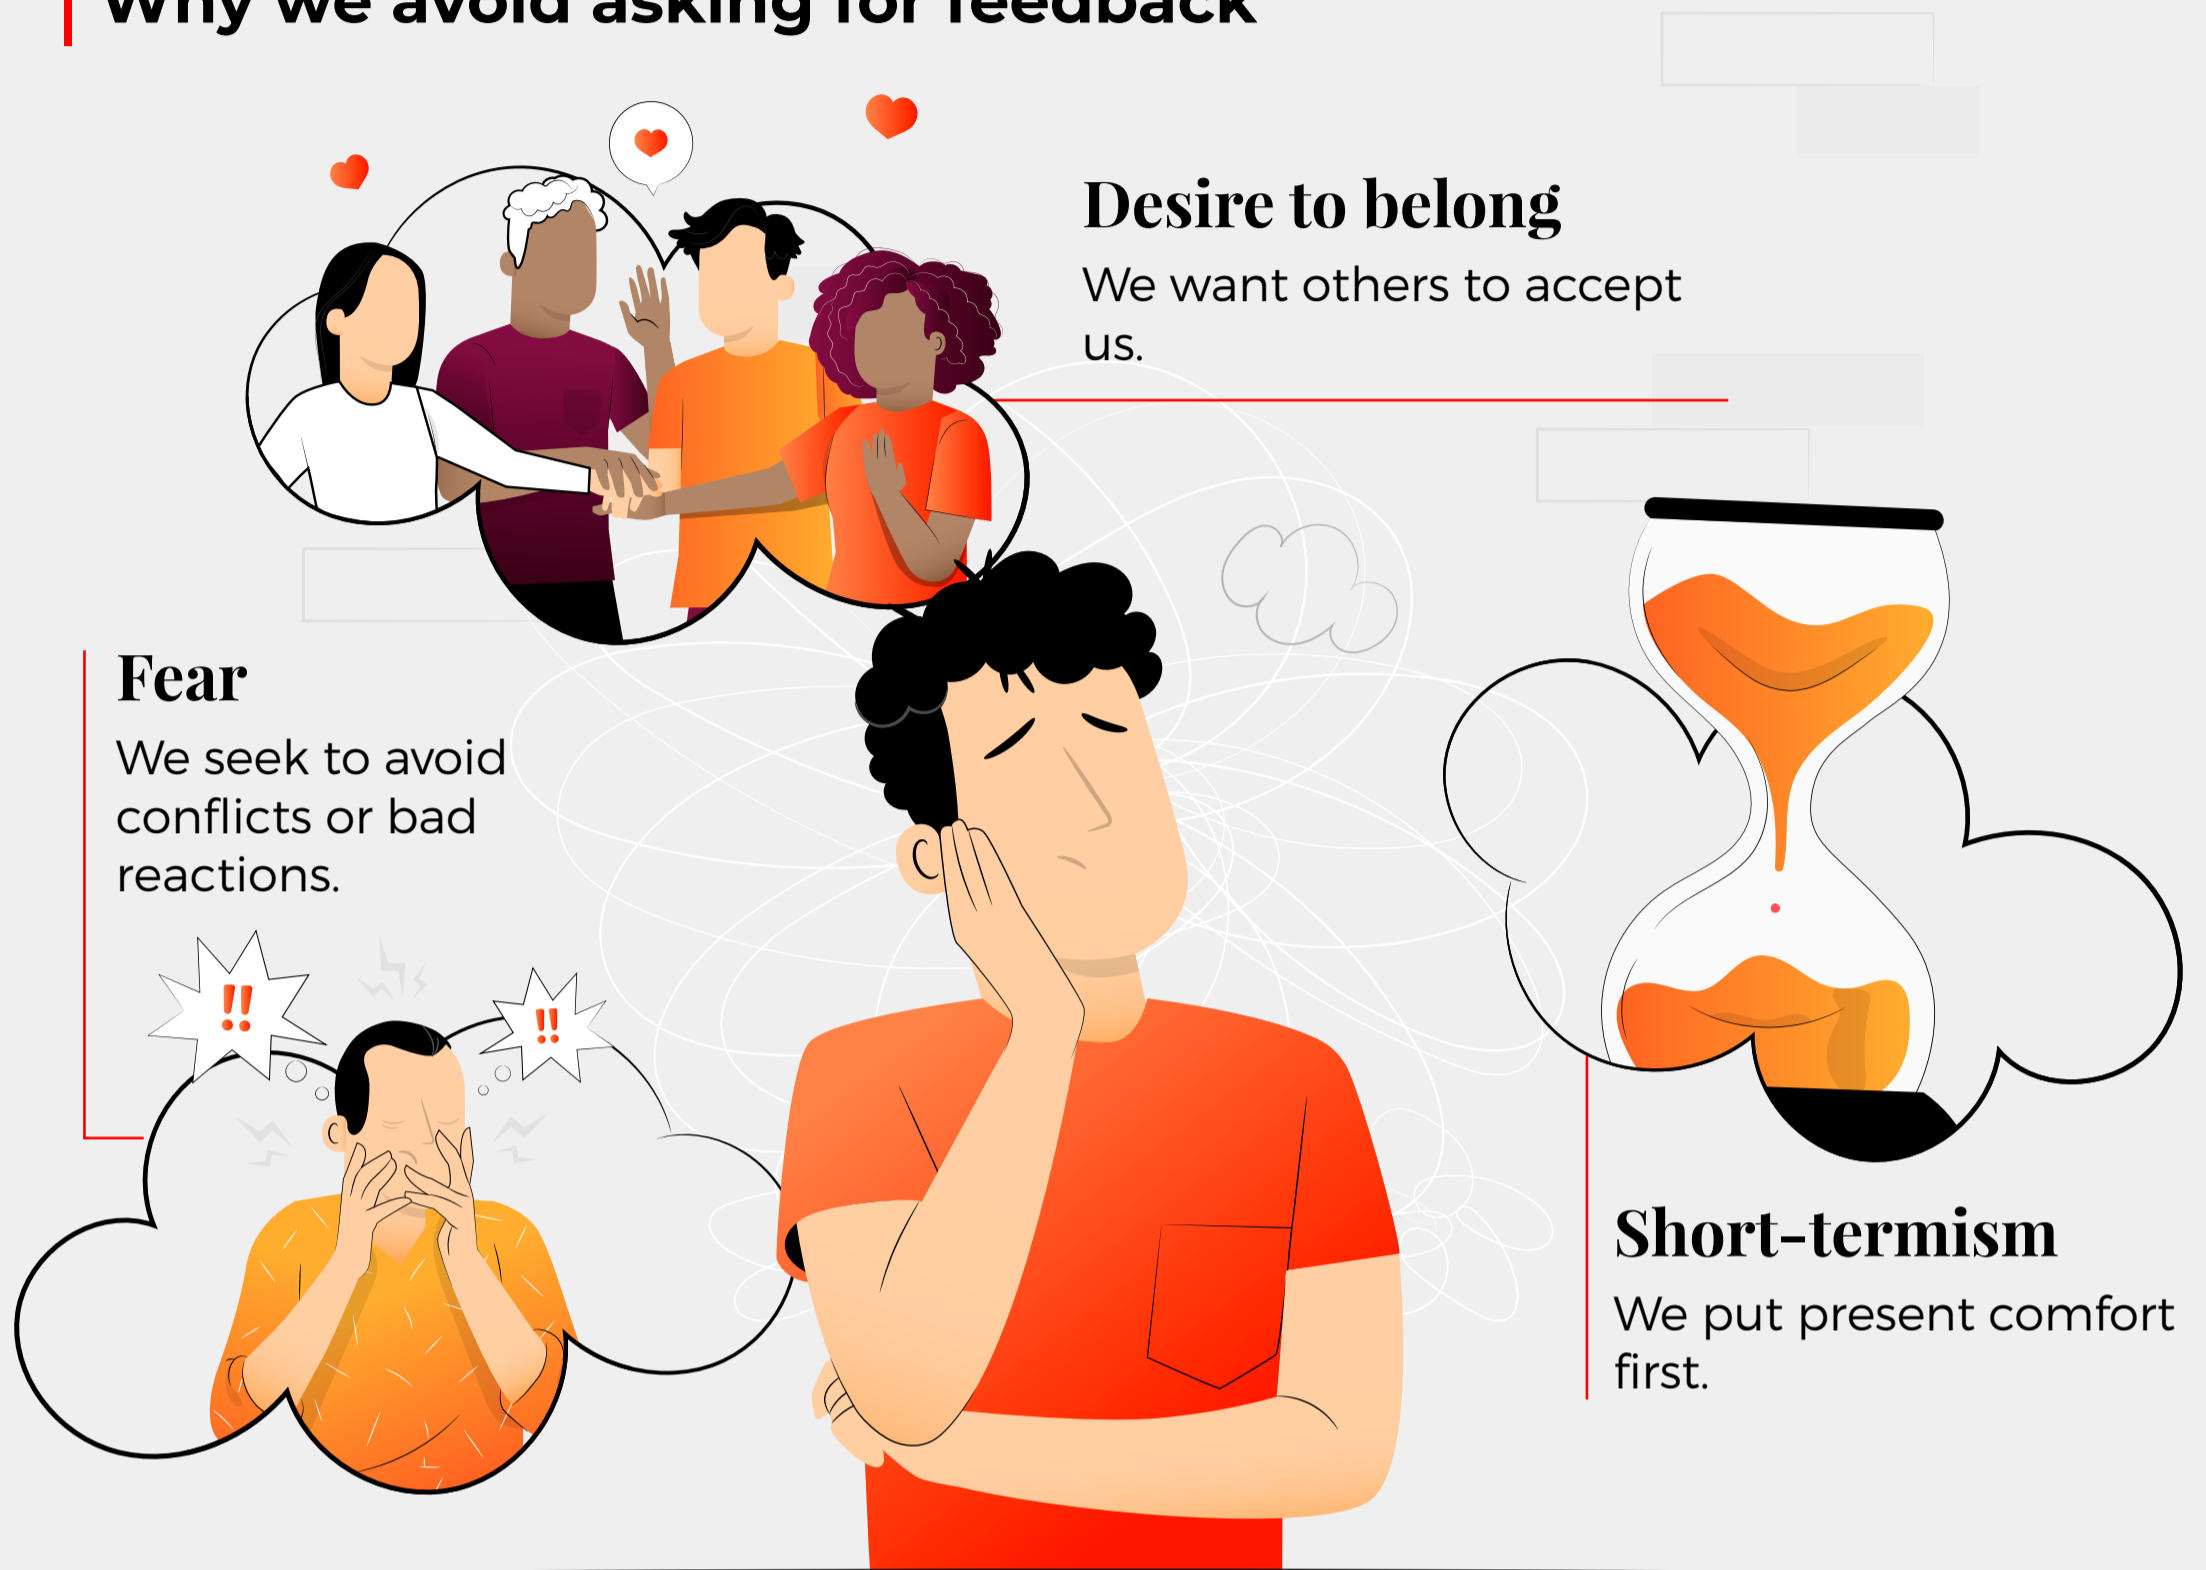 Why we avoid asking for feedback
Desire to belong
We want others to accept
us.
Fear
We seek to avoid
conflicts or bad
reactions.
!!
!!
Short-termism
We put present comfort
first.